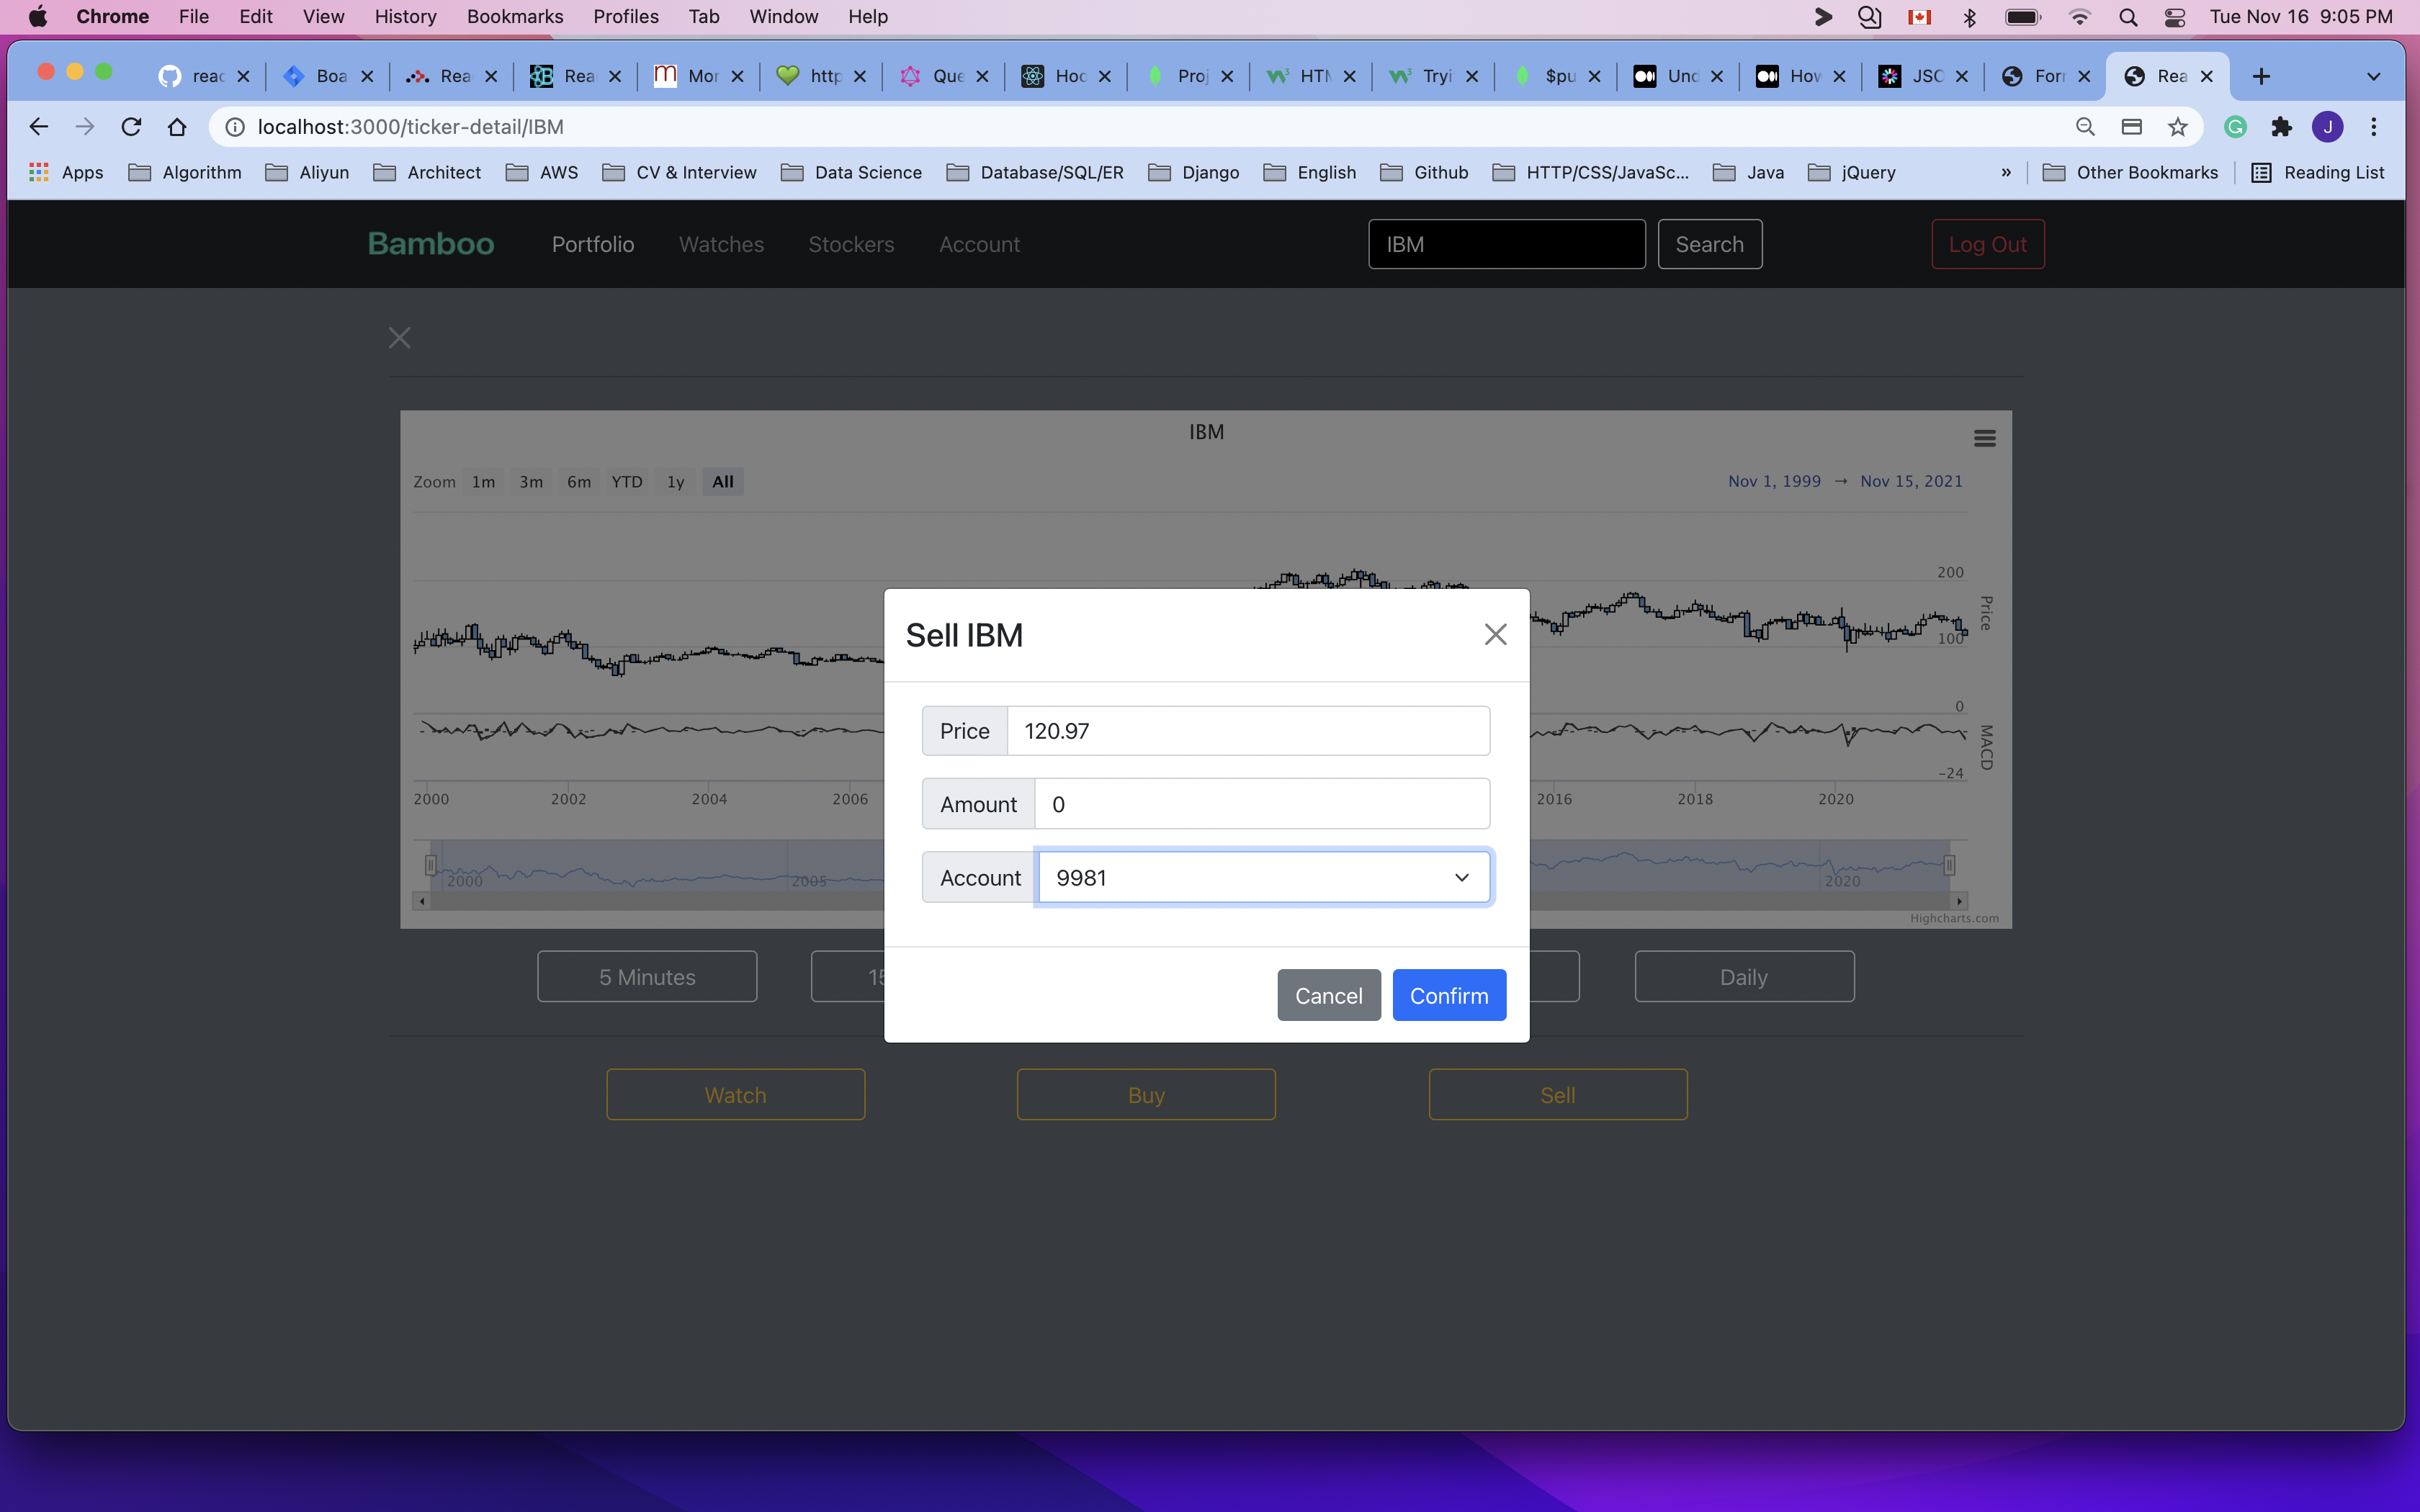 Chrome File Edit View History Bookmarks Profiles Tab Window Help Tue Nov 16 9:05 PM
reac Boa Rea Rea Mor http Que Hoc Proj HTM Tryi $pu Unc How JSC For Rea
localhost:3000/ticker-detail/IBM
Apps Algorithm Aliyun Architect AWS CV & Interview Data Science Database/SQL/ER Django English Github HTTP/CSS/JavaSc... Java jQuery » Other Bookmarks Reading List
Bamboo Portfolio Watches Stockers Account IBM Search Log Out
IBM
Zoom 1m 3m 6m YTD 1y All Nov 1, 1999 → Nov 15, 2021
200
Price
100
0
MACD
-24
2000 2002 2004 2006 2016 2018 2020
2000 2005 2020
Highcharts.com
Sell IBM
Price 120.97
Amount 0
Account 9981
Cancel Confirm
5 Minutes 15 Daily
Watch Buy Sell